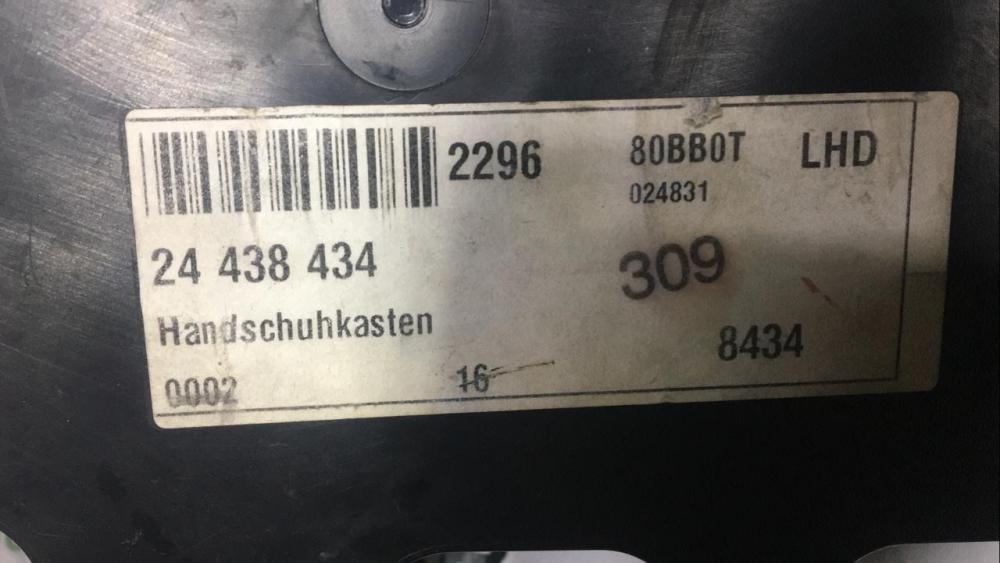 2296 80BB0T LHD
024831
24 438 434
309
Handschuhkasten
8434
0002 16